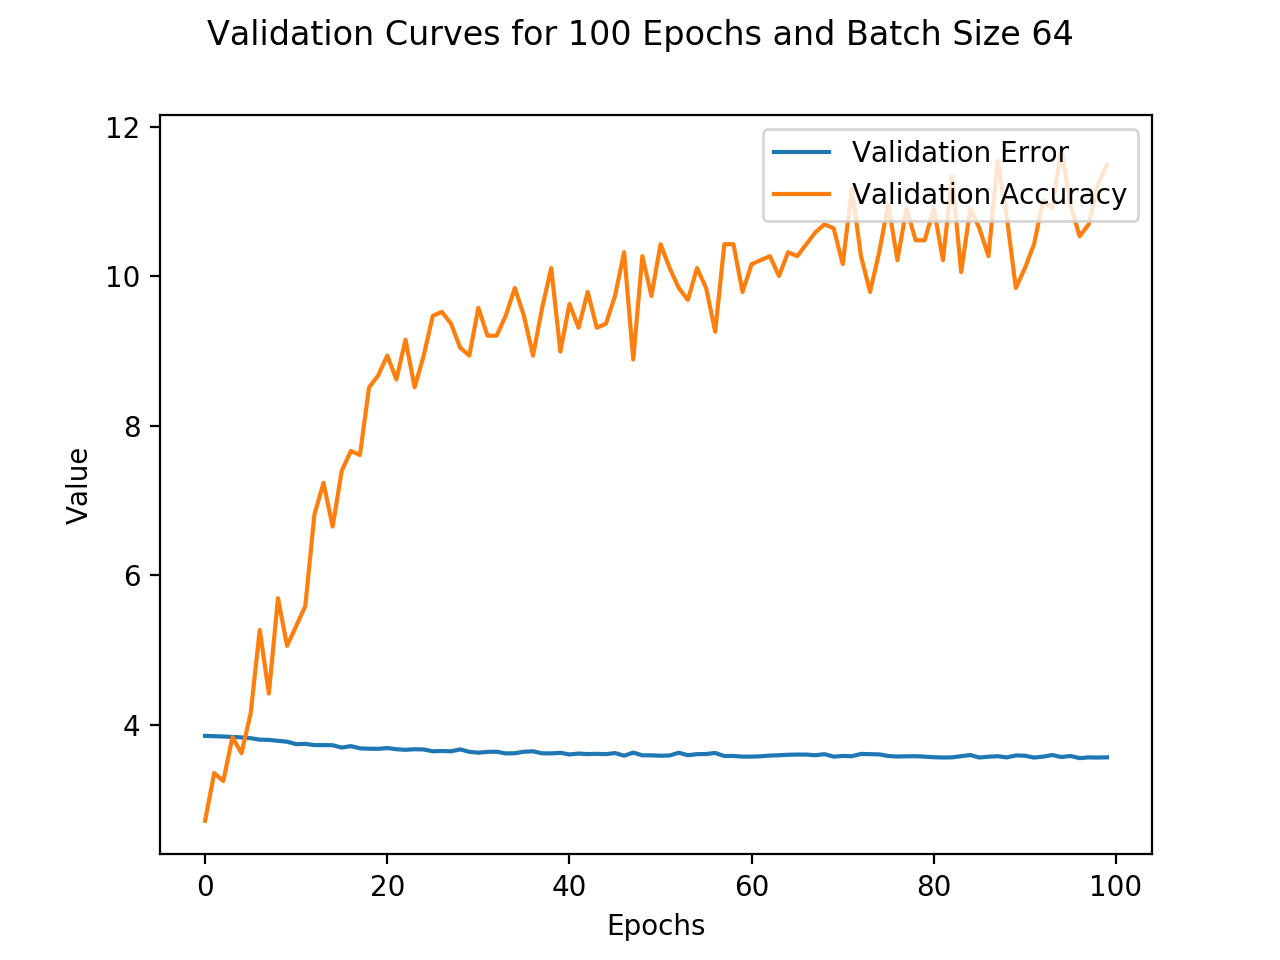 Validation Curves for 100 Epochs and Batch Size 64
12
10
8
6
4
Value
Validation Error
Validation Accuracy
0 20 40 60 80 100
Epochs